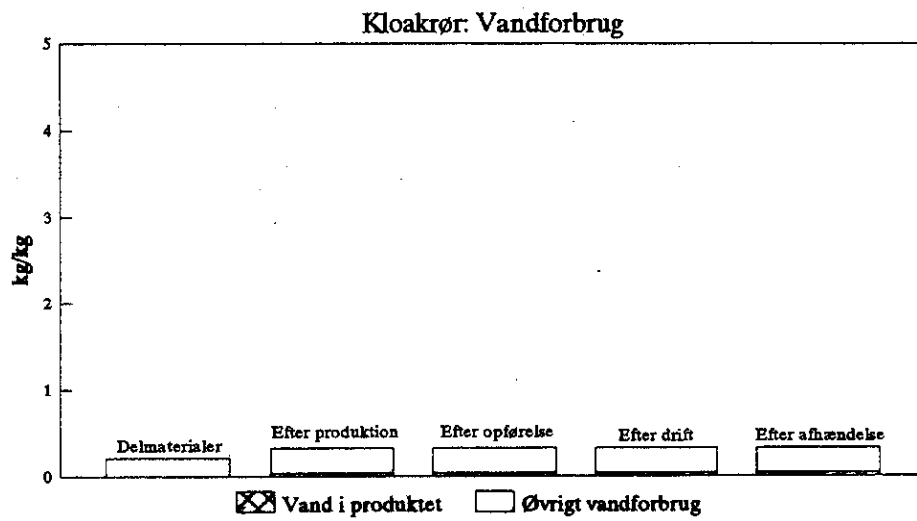 Kloakrør: Vandforbrug
5
4
3
2
1
0
kg/kg
Delmaterialer
Efter produktion
Efter opførelse
Efter drift
Efter afhændelse
Vand i produktet
Øvrigt vandforbrug